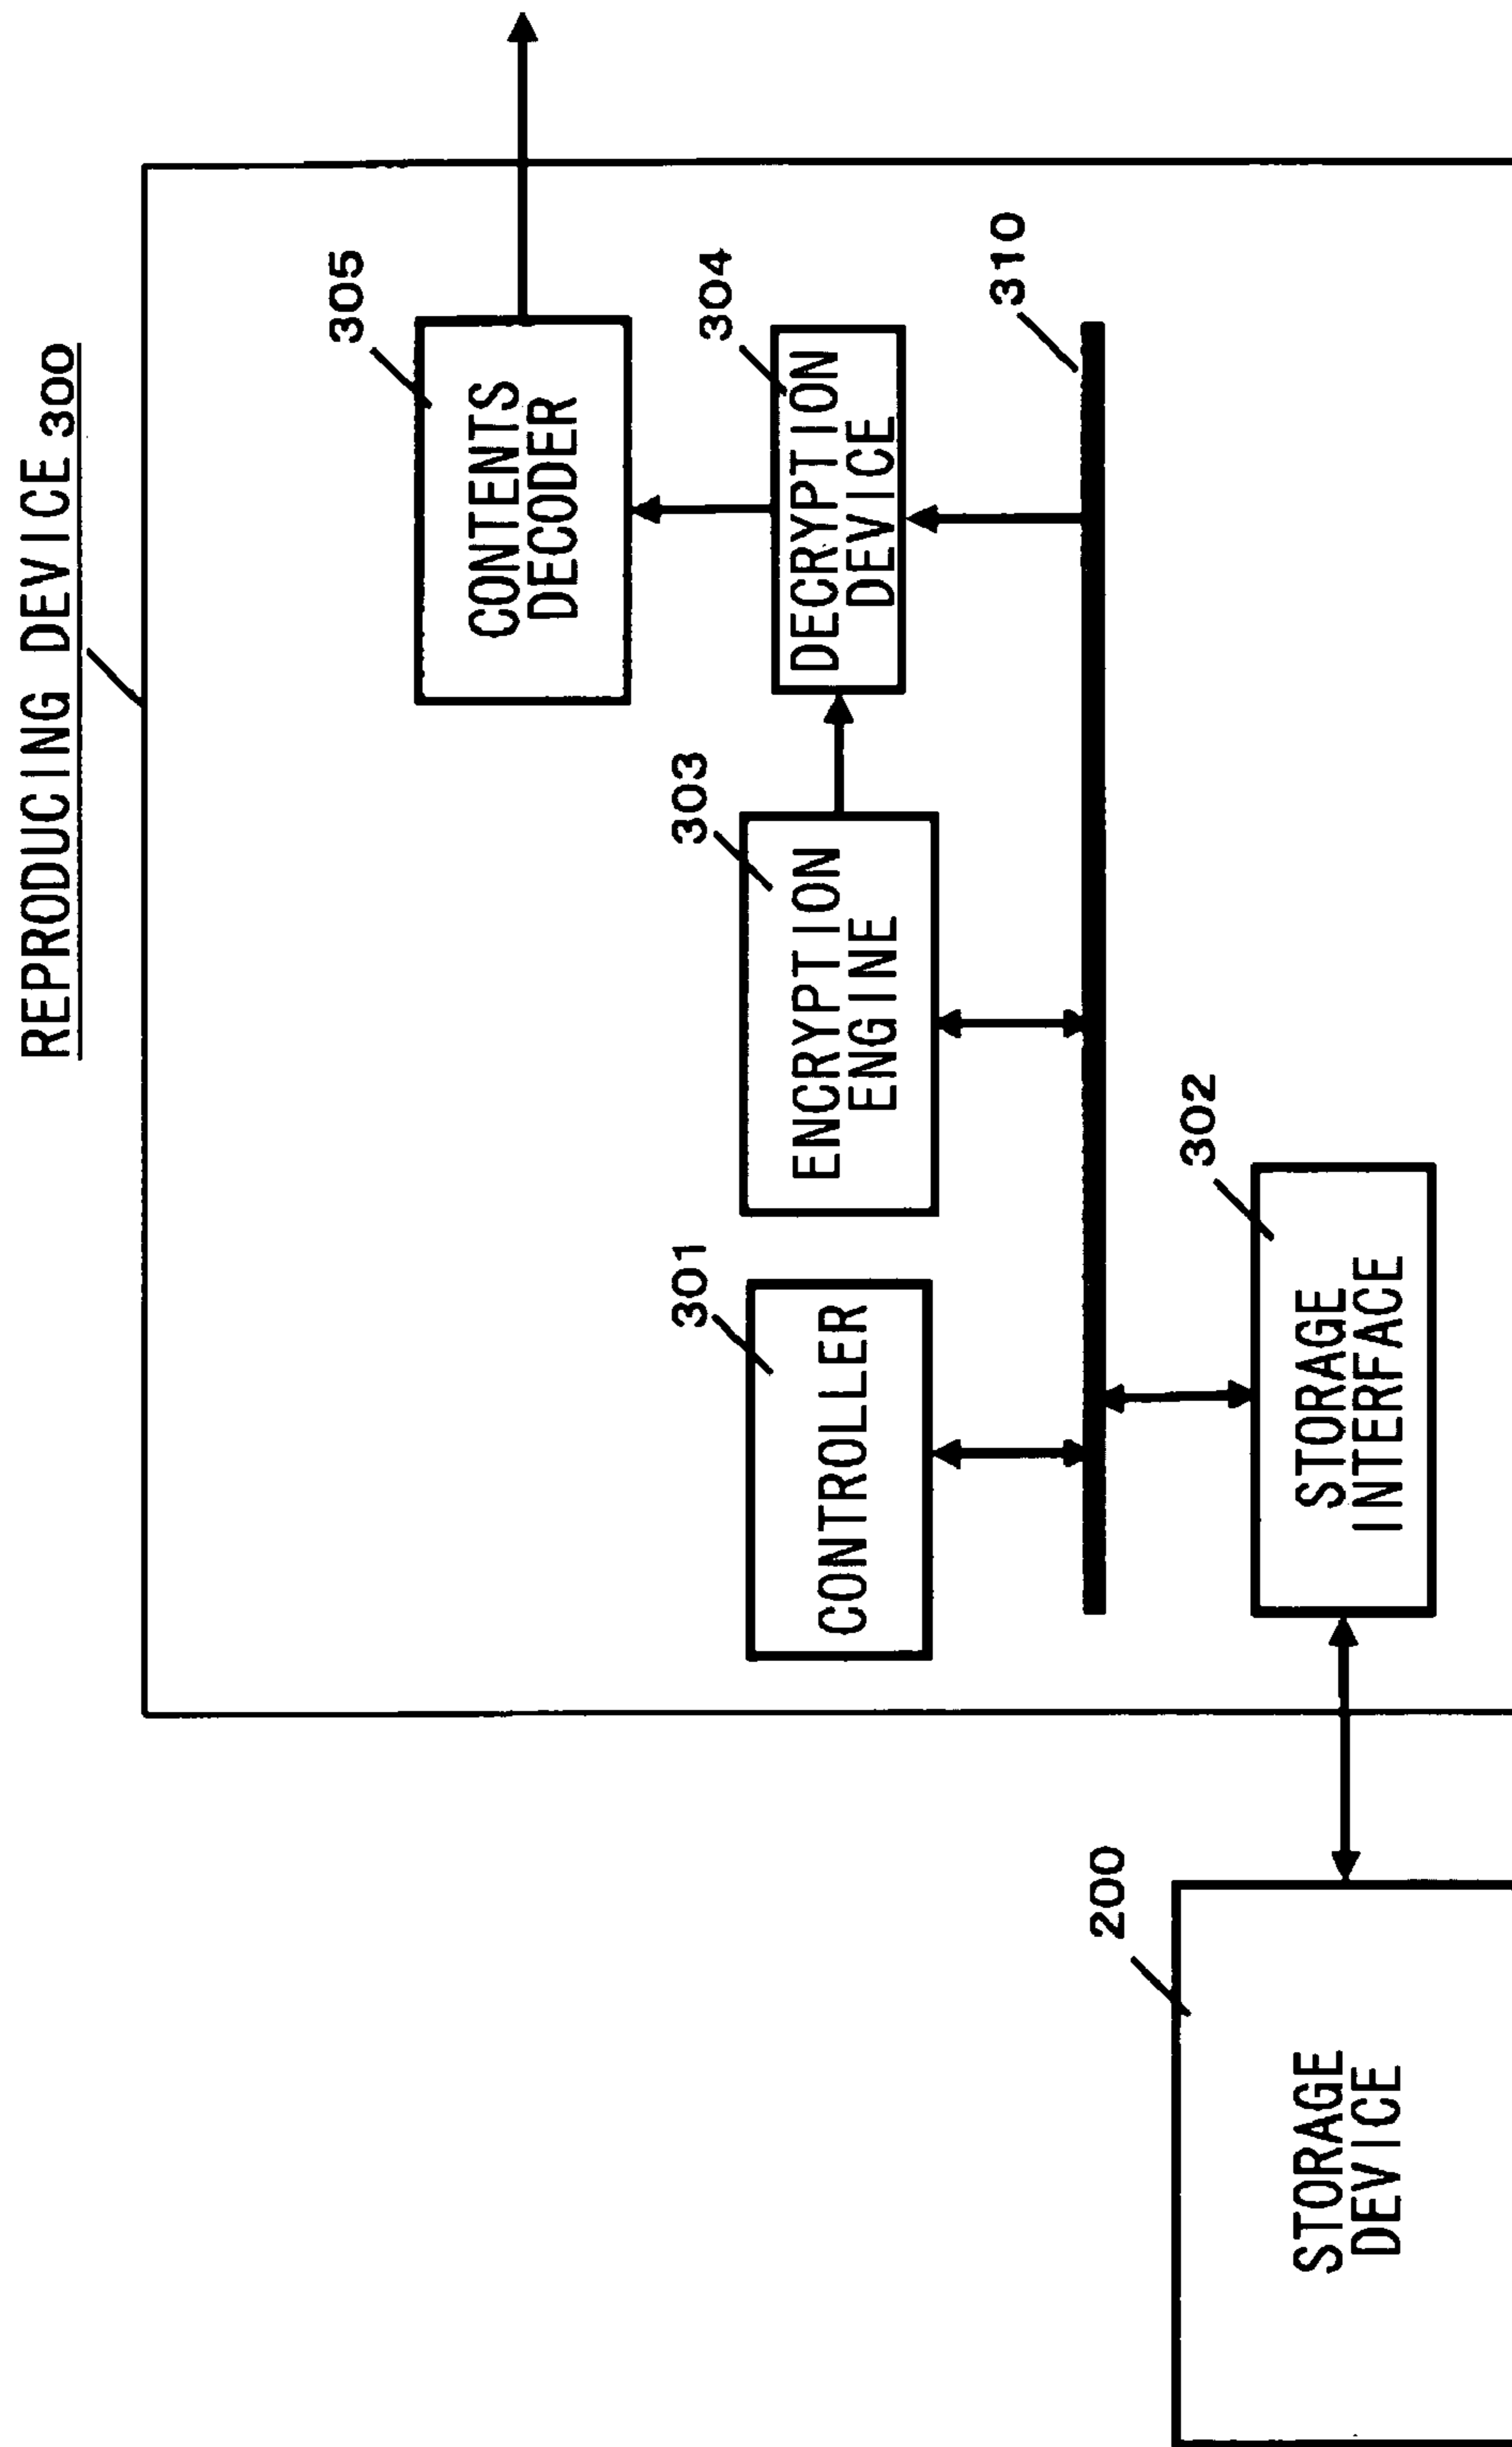 REPRODUCING DEVICE 300
305
CONTENTS
DECODER
301
303
304
CONTROLLER
ENCRYPTION
ENGINE
DECRYPTION
DEVICE
310
200
302
STORAGE
DEVICE
STORAGE
INTERFACE